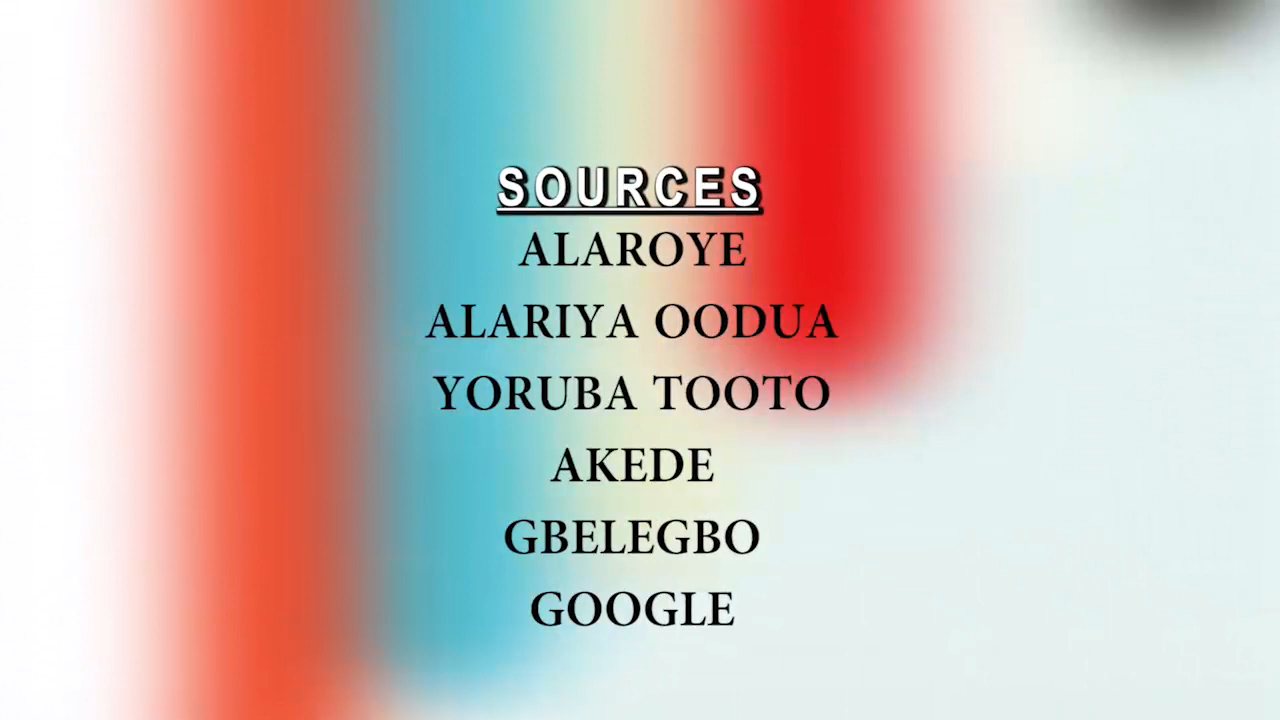 SOURCES
ALAROYE
ALARIYA OODUA
YORUBA TOOTO
AKEDE
GBELEGBO
GOOGLE